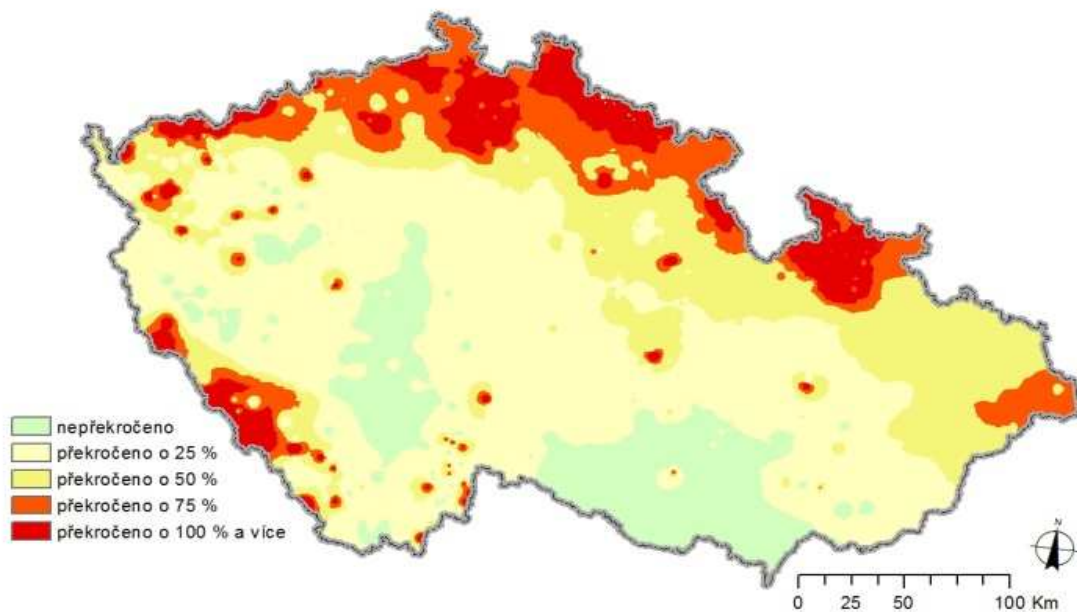 nepřekročeno
překročeno o 25 %
překročeno o 50 %
překročeno o 75 %
překročeno o 100 % a více
N
0 25 50 100 Km